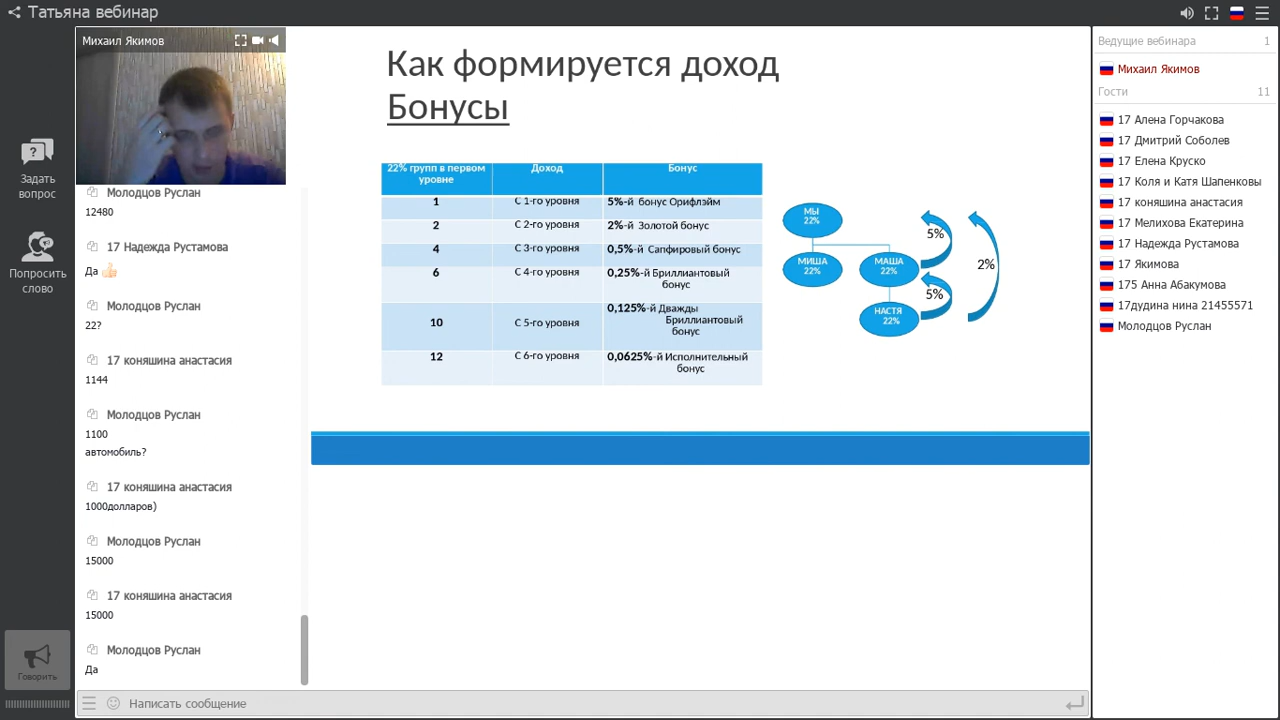 Татьяна вебинар
Михаил Якимов
Задать
вопрос
Попросить
слово
Говорить
Молодцов Руслан
12480
17 Надежда Рустамова
Да 👍
Молодцов Руслан
22?
17 коняшина анастасия
1144
Молодцов Руслан
1100
автомобиль?
17 коняшина анастасия
1000долларов)
Молодцов Руслан
15000
17 коняшина анастасия
15000
Молодцов Руслан
Да
Написать сообщение
Как формируется доход
Бонусы
22% групп в первом
уровне
Доход
Бонус
1
С 1-го уровня
5%-й бонус Орифлэйм
2
С 2-го уровня
2%-й Золотой бонус
4
С 3-го уровня
0,5%-й Сапфировый бонус
6
С 4-го уровня
0,25%-й Бриллиантовый
бонус
10
С 5-го уровня
0,125%-й Дважды
Бриллиантовый
бонус
12
С 6-го уровня
0,0625%-й Исполнительный
бонус
МЫ
22%
МИША
22%
МАША
22%
НАСТЯ
22%
5%
5%
2%
Ведущие вебинара 1
Михаил Якимов
Гости 11
17 Алена Горчакова
17 Дмитрий Соболев
17 Елена Круско
17 Коля и Катя Шапенковы
17 коняшина анастасия
17 Мелихова Екатерина
17 Надежда Рустамова
17 Якимова
175 Анна Абакумова
17дудина нина 21455571
Молодцов Руслан